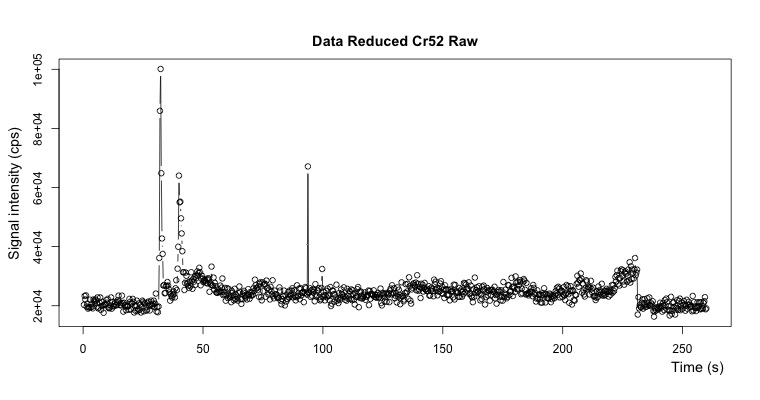 Data Reduced Cr52 Raw
Signal intensity (cps)
1e+05
8e+04
6e+04
4e+04
2e+04
0 50 100 150 200 250
Time (s)